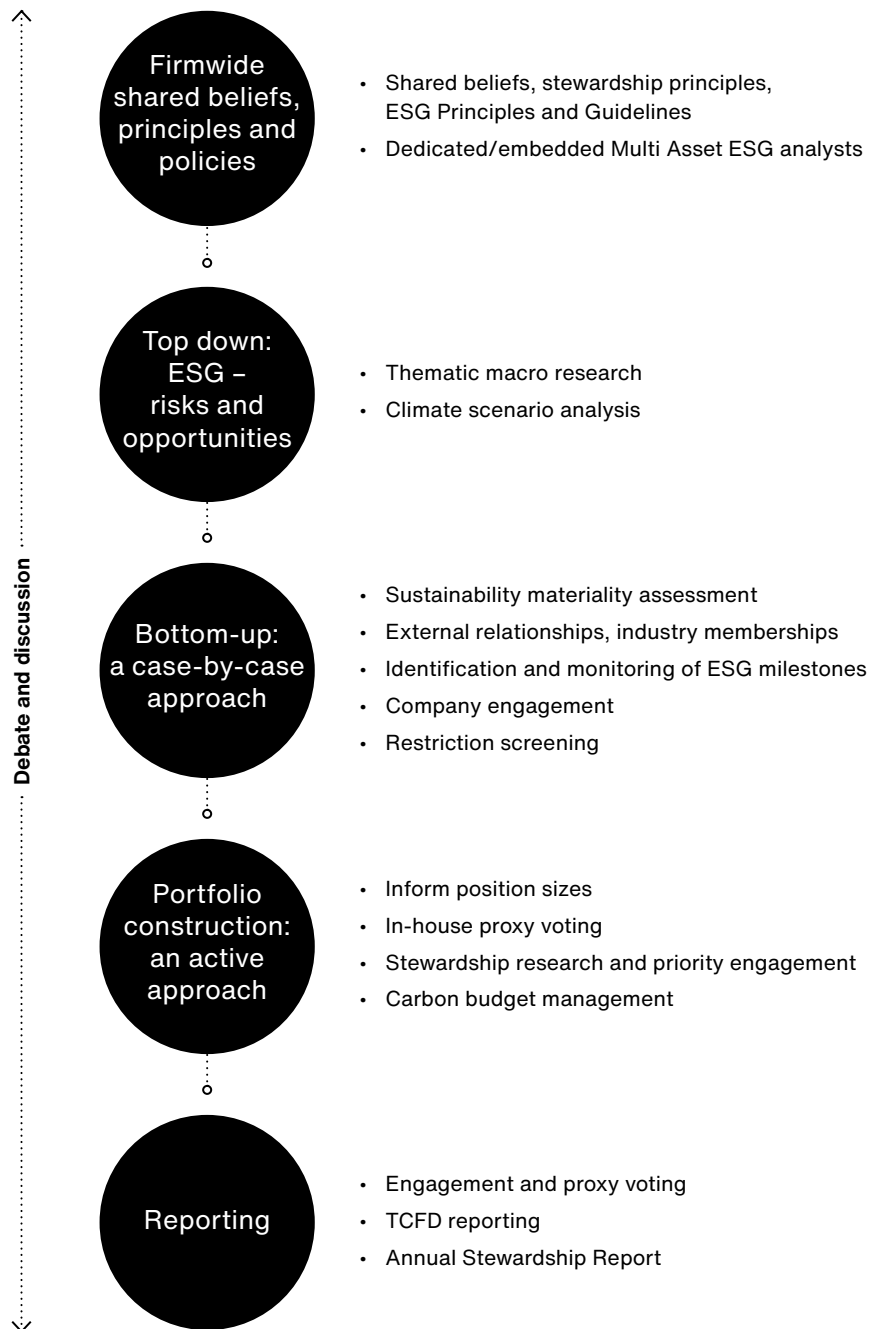 Debate and discussion
Firmwide
shared beliefs,
principles and
policies
• Shared beliefs, stewardship principles,
ESG Principles and Guidelines
• Dedicated/embedded Multi Asset ESG analysts
Top down:
ESG –
risks and
opportunities
• Thematic macro research
• Climate scenario analysis
Bottom-up:
a case-by-case
approach
• Sustainability materiality assessment
• External relationships, industry memberships
• Identification and monitoring of ESG milestones
• Company engagement
• Restriction screening
Portfolio
construction:
an active
approach
• Inform position sizes
• In-house proxy voting
• Stewardship research and priority engagement
• Carbon budget management
Reporting
• Engagement and proxy voting
• TCFD reporting
• Annual Stewardship Report